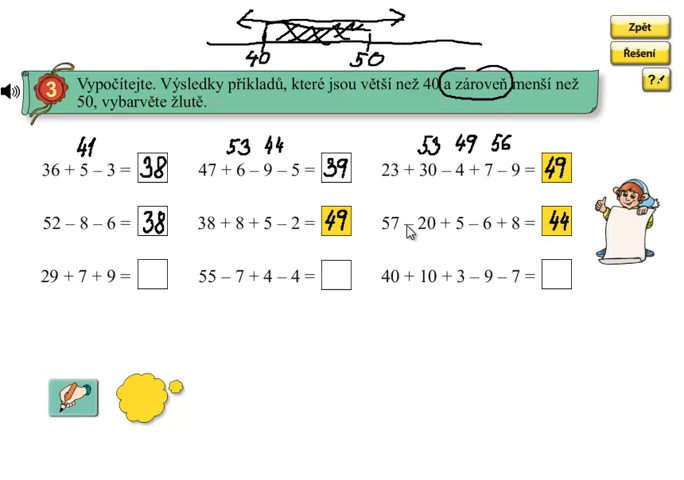 40 50
Zpět
Řešení
?
3 Vypočítejte. Výsledky příkladů, které jsou větší než 40 a zároveň menší než
50, vybarvěte žlutě.
41 53 44 53 49 56
36 + 5 – 3 = 38 47 + 6 – 9 – 5 = 39 23 + 30 – 4 + 7 – 9 = 49
52 – 8 – 6 = 38 38 + 8 + 5 – 2 = 49 57 – 20 + 5 – 6 + 8 = 44
29 + 7 + 9 = 55 – 7 + 4 – 4 = 40 + 10 + 3 – 9 – 7 =